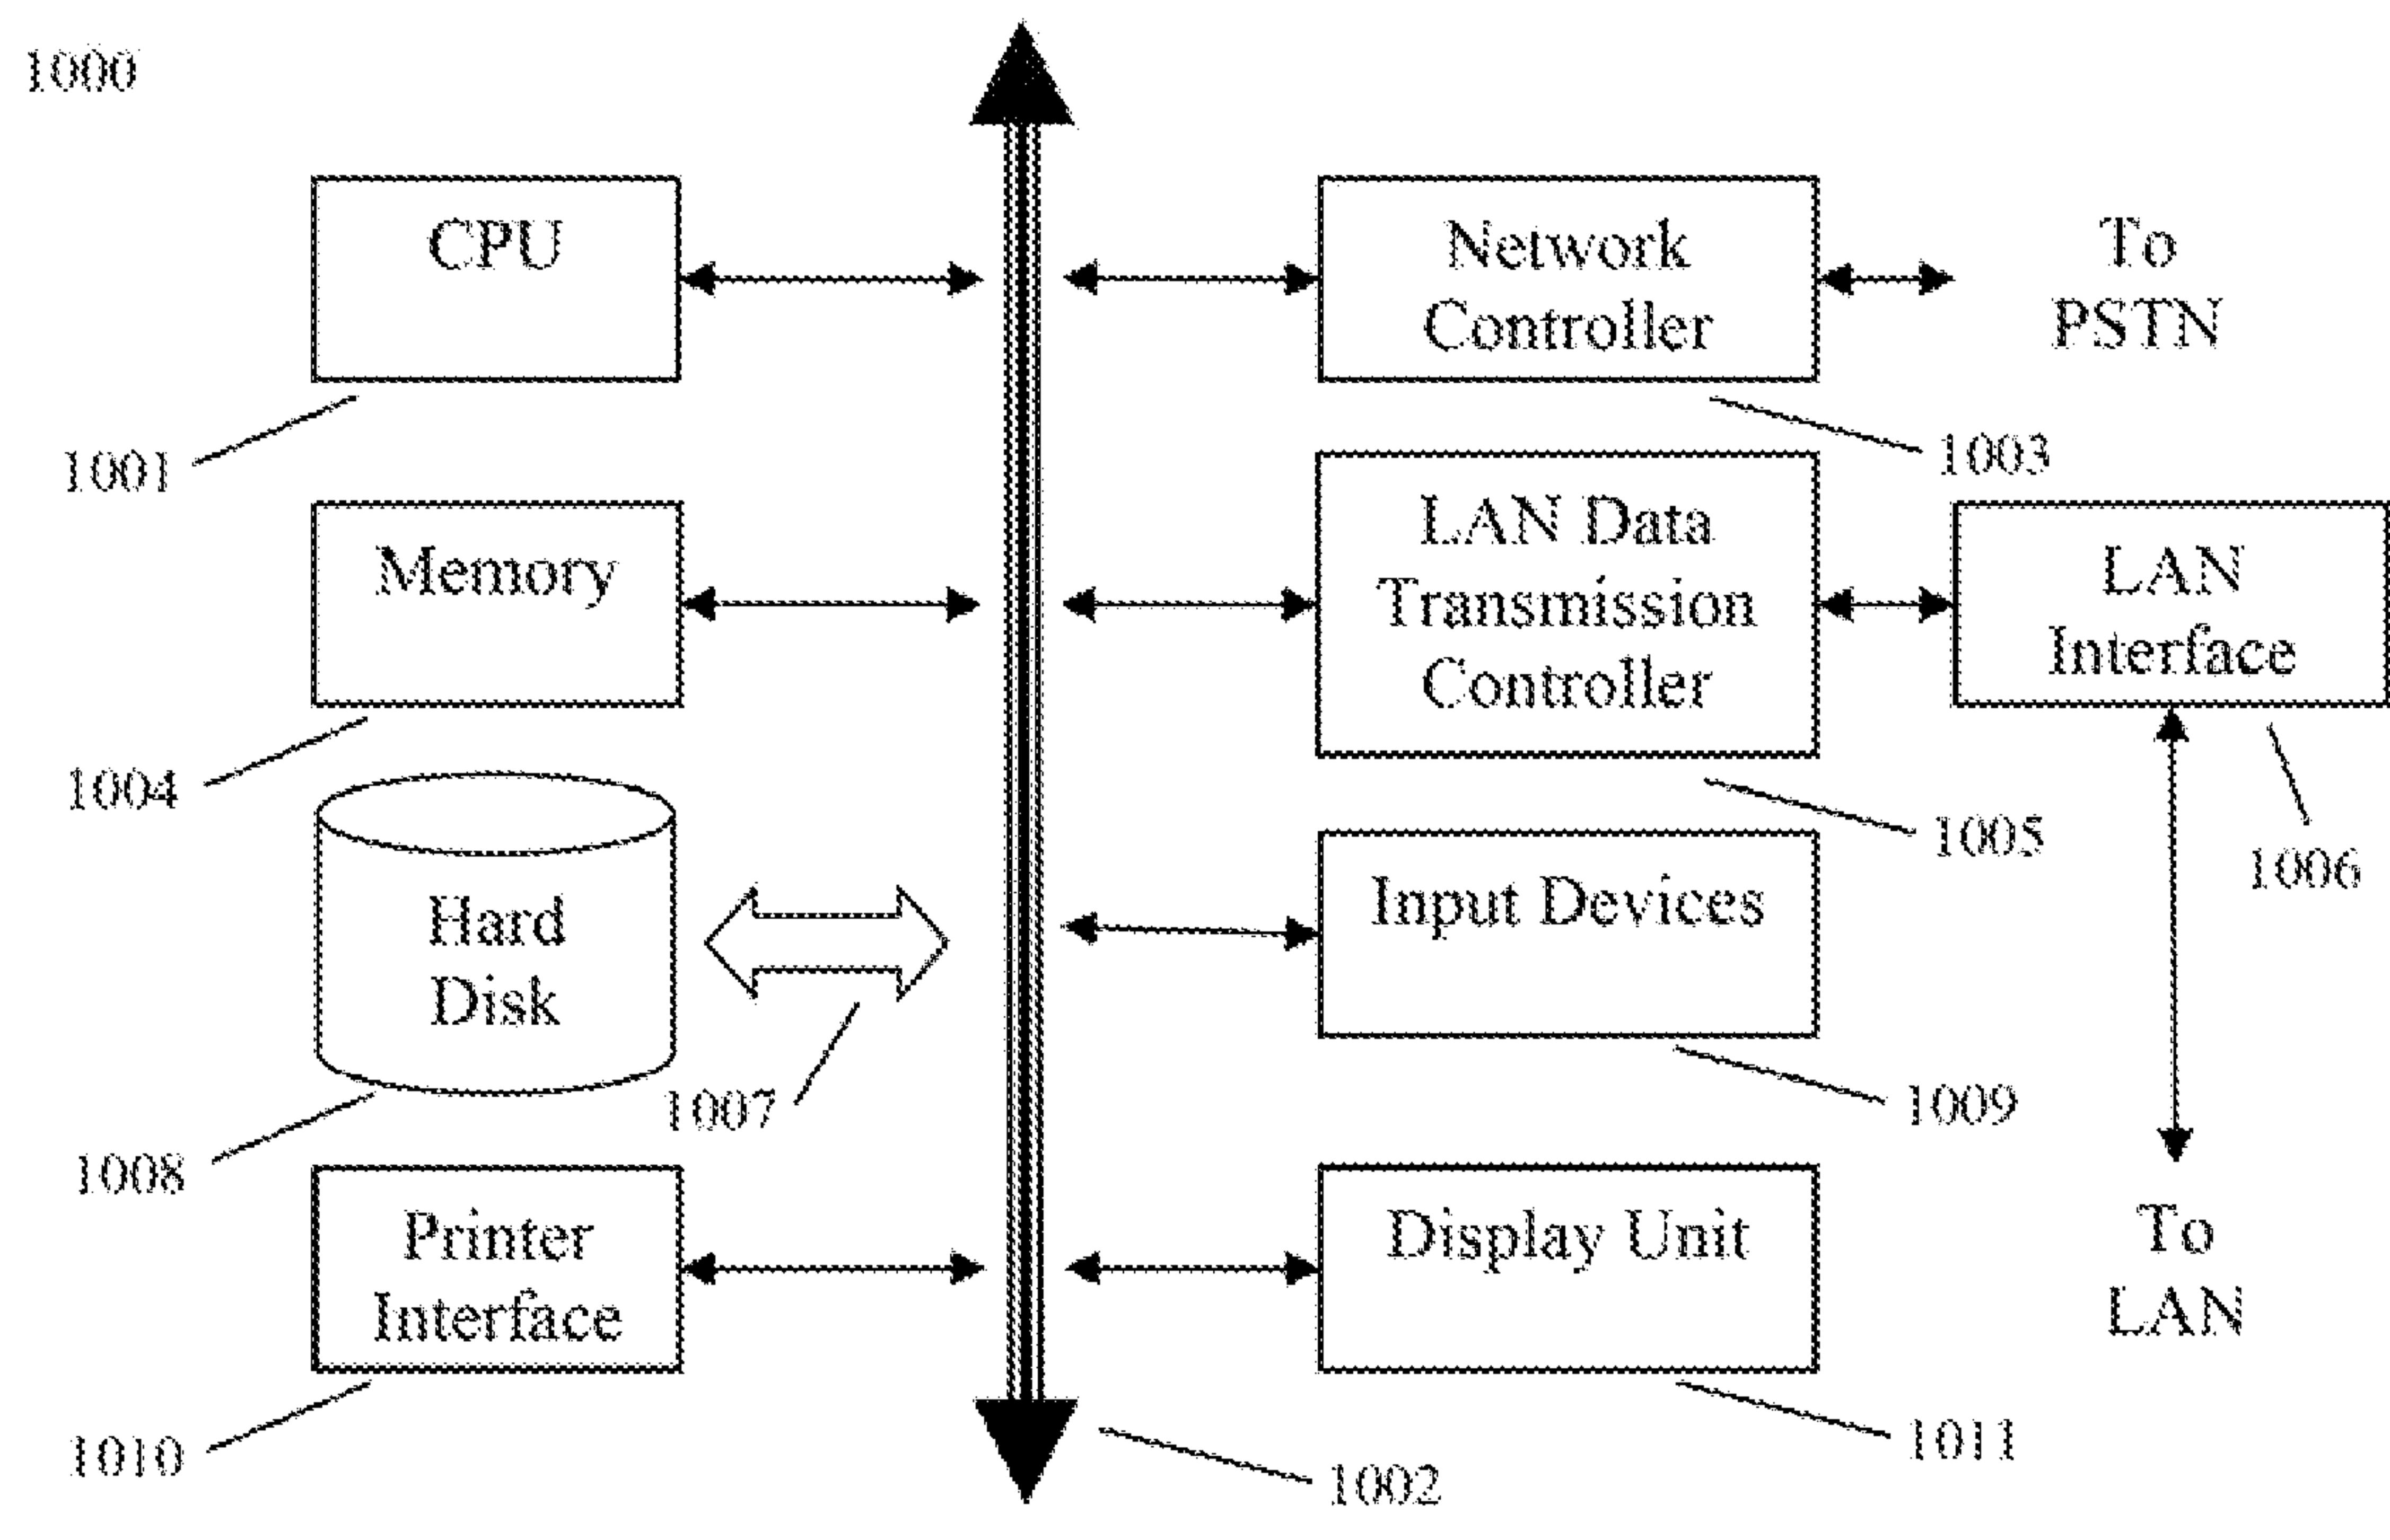 1000
CPU
1001
Network
Controller
To
PSTN
1003
Memory
1004
LAN Data
Transmission
Controller
1005
LAN
Interface
1006
Hard
Disk
1007
1008
Input Devices
1009
Printer
Interface
1010
Display Unit
1011
To
LAN
1002